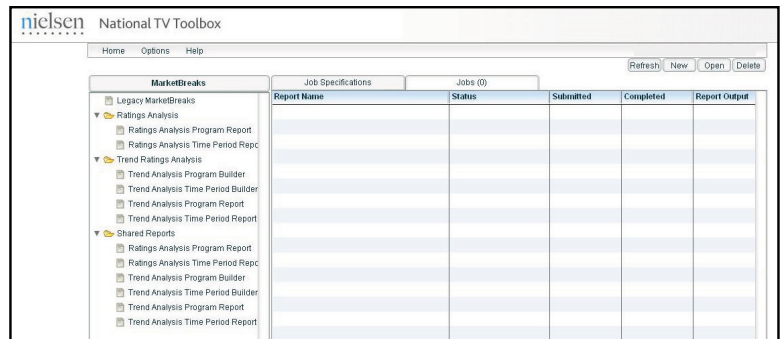 nielsen National TV Toolbox
Home Options Help
Refresh New Open Delete
MarketBreaks Job Specifications Jobs (0)
Report Name Status Submitted Completed Report Output
Legacy MarketBreaks
Ratings Analysis
Ratings Analysis Program Report
Ratings Analysis Time Period Repo
Trend Ratings Analysis
Trend Analysis Program Builder
Trend Analysis Time Period Builder
Trend Analysis Program Report
Trend Analysis Time Period Report
Shared Reports
Ratings Analysis Program Report
Ratings Analysis Time Period Repo
Trend Analysis Program Builder
Trend Analysis Time Period Builder
Trend Analysis Program Report
Trend Analysis Time Period Report